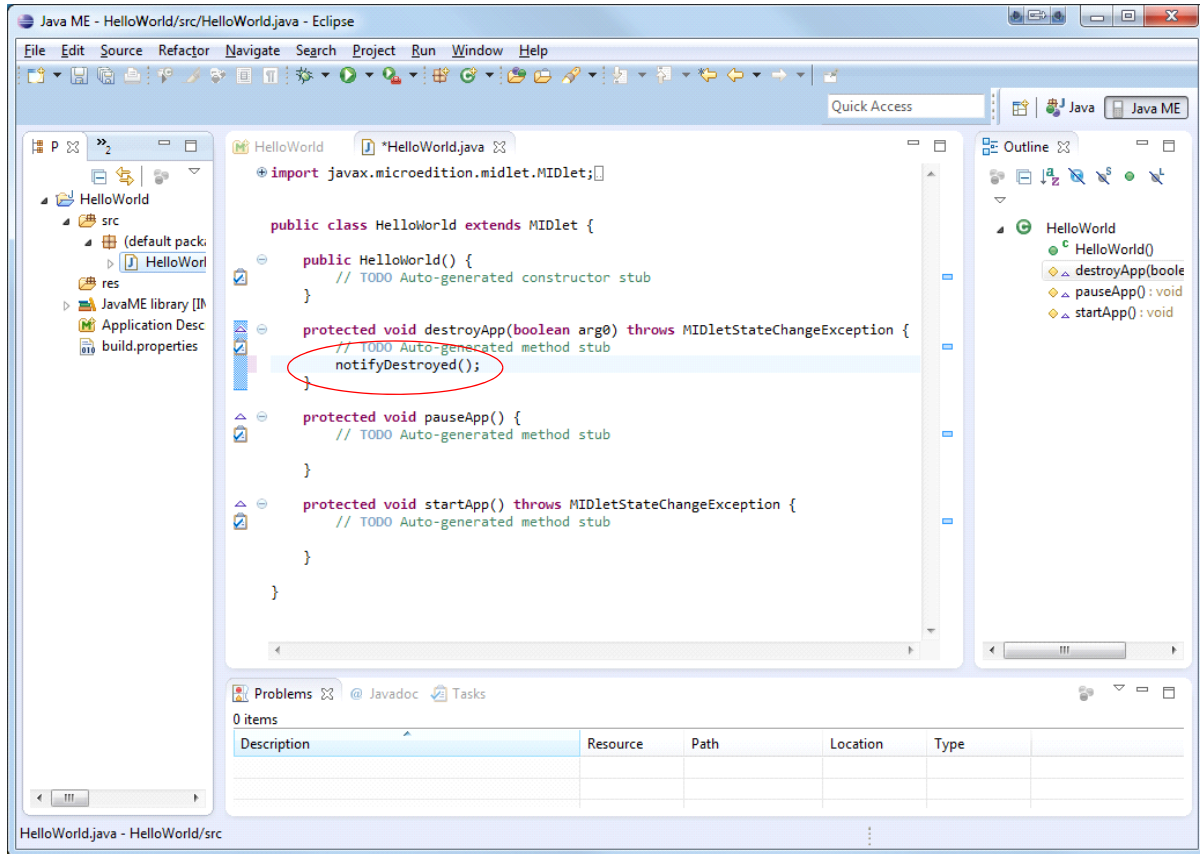 Java ME - HelloWorld/src/HelloWorld.java - Eclipse
File Edit Source Refactor Navigate Search Project Run Window Help
Quick Access
Java
Java ME
P
»2
HelloWorld
src
(default packa
HelloWorl
res
JavaME library [IM
Application Desc
build.properties
HelloWorld
*HelloWorld.java
import javax.microedition.midlet.MIDlet;
public class HelloWorld extends MIDlet {
public HelloWorld() {
// TODO Auto-generated constructor stub
}
protected void destroyApp(boolean arg0) throws MIDletStateChangeException {
// TODO Auto-generated method stub
notifyDestroyed();
}
protected void pauseApp() {
// TODO Auto-generated method stub
}
protected void startApp() throws MIDletStateChangeException {
// TODO Auto-generated method stub
}
}
Outline
HelloWorld
HelloWorld()
destroyApp(boole
pauseApp() : void
startApp() : void
Problems @ Javadoc Tasks
0 items
Description Resource Path Location Type
HelloWorld.java - HelloWorld/src